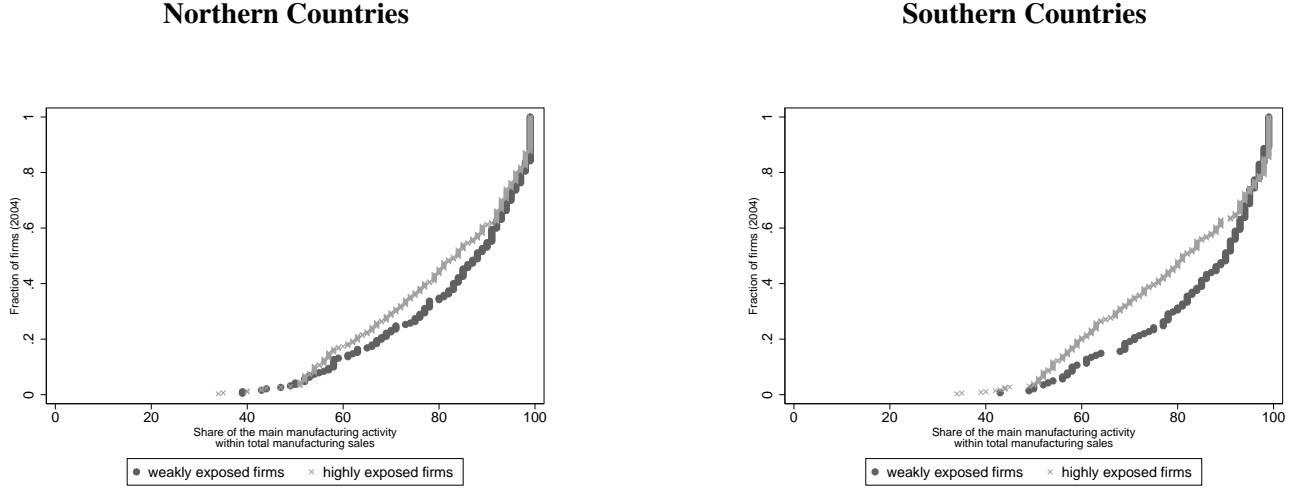 Northern Countries
Southern Countries
Fraction of firms (2004)
1
.8
.6
.4
.2
0
0 20 40 60 80 100
Share of the main manufacturing activity
within total manufacturing sales
weakly exposed firms highly exposed firms
Fraction of firms (2004)
1
.8
.6
.4
.2
0
0 20 40 60 80 100
Share of the main manufacturing activity
within total manufacturing sales
weakly exposed firms highly exposed firms